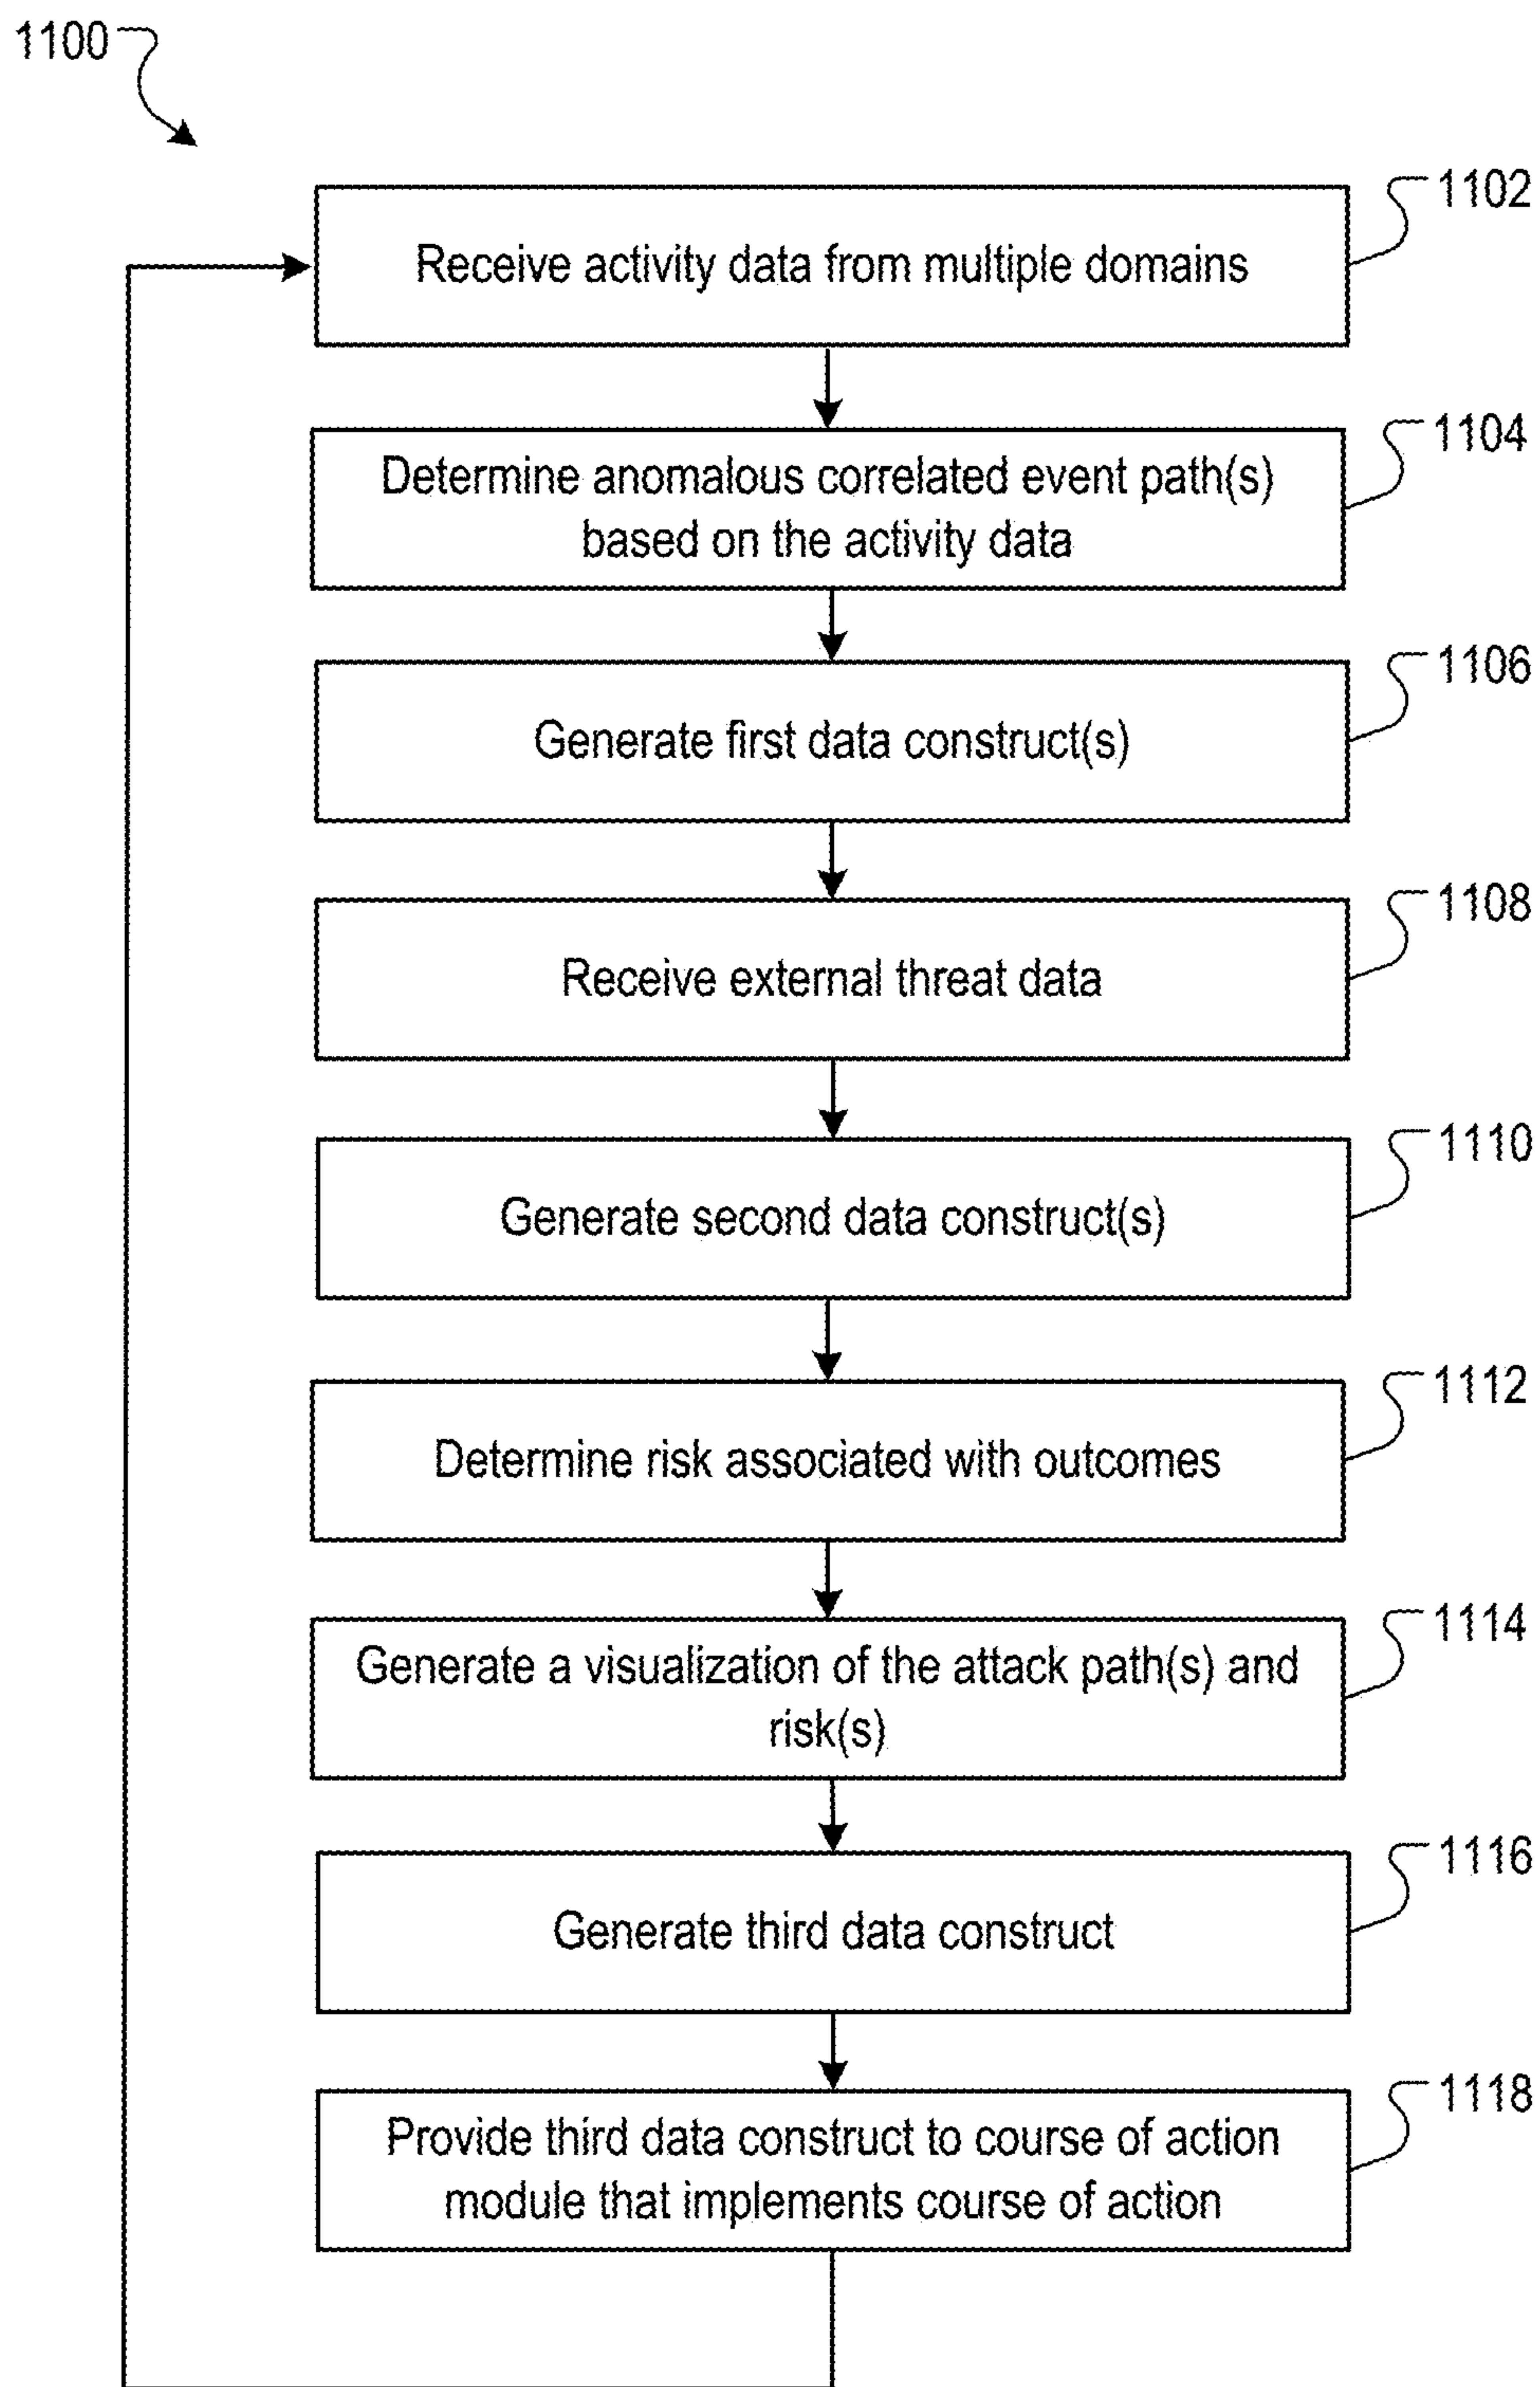 1100
1102
Receive activity data from multiple domains
1104
Determine anomalous correlated event path(s)
based on the activity data
1106
Generate first data construct(s)
1108
Receive external threat data
1110
Generate second data construct(s)
1112
Determine risk associated with outcomes
1114
Generate a visualization of the attack path(s) and
risk(s)
1116
Generate third data construct
1118
Provide third data construct to course of action
module that implements course of action